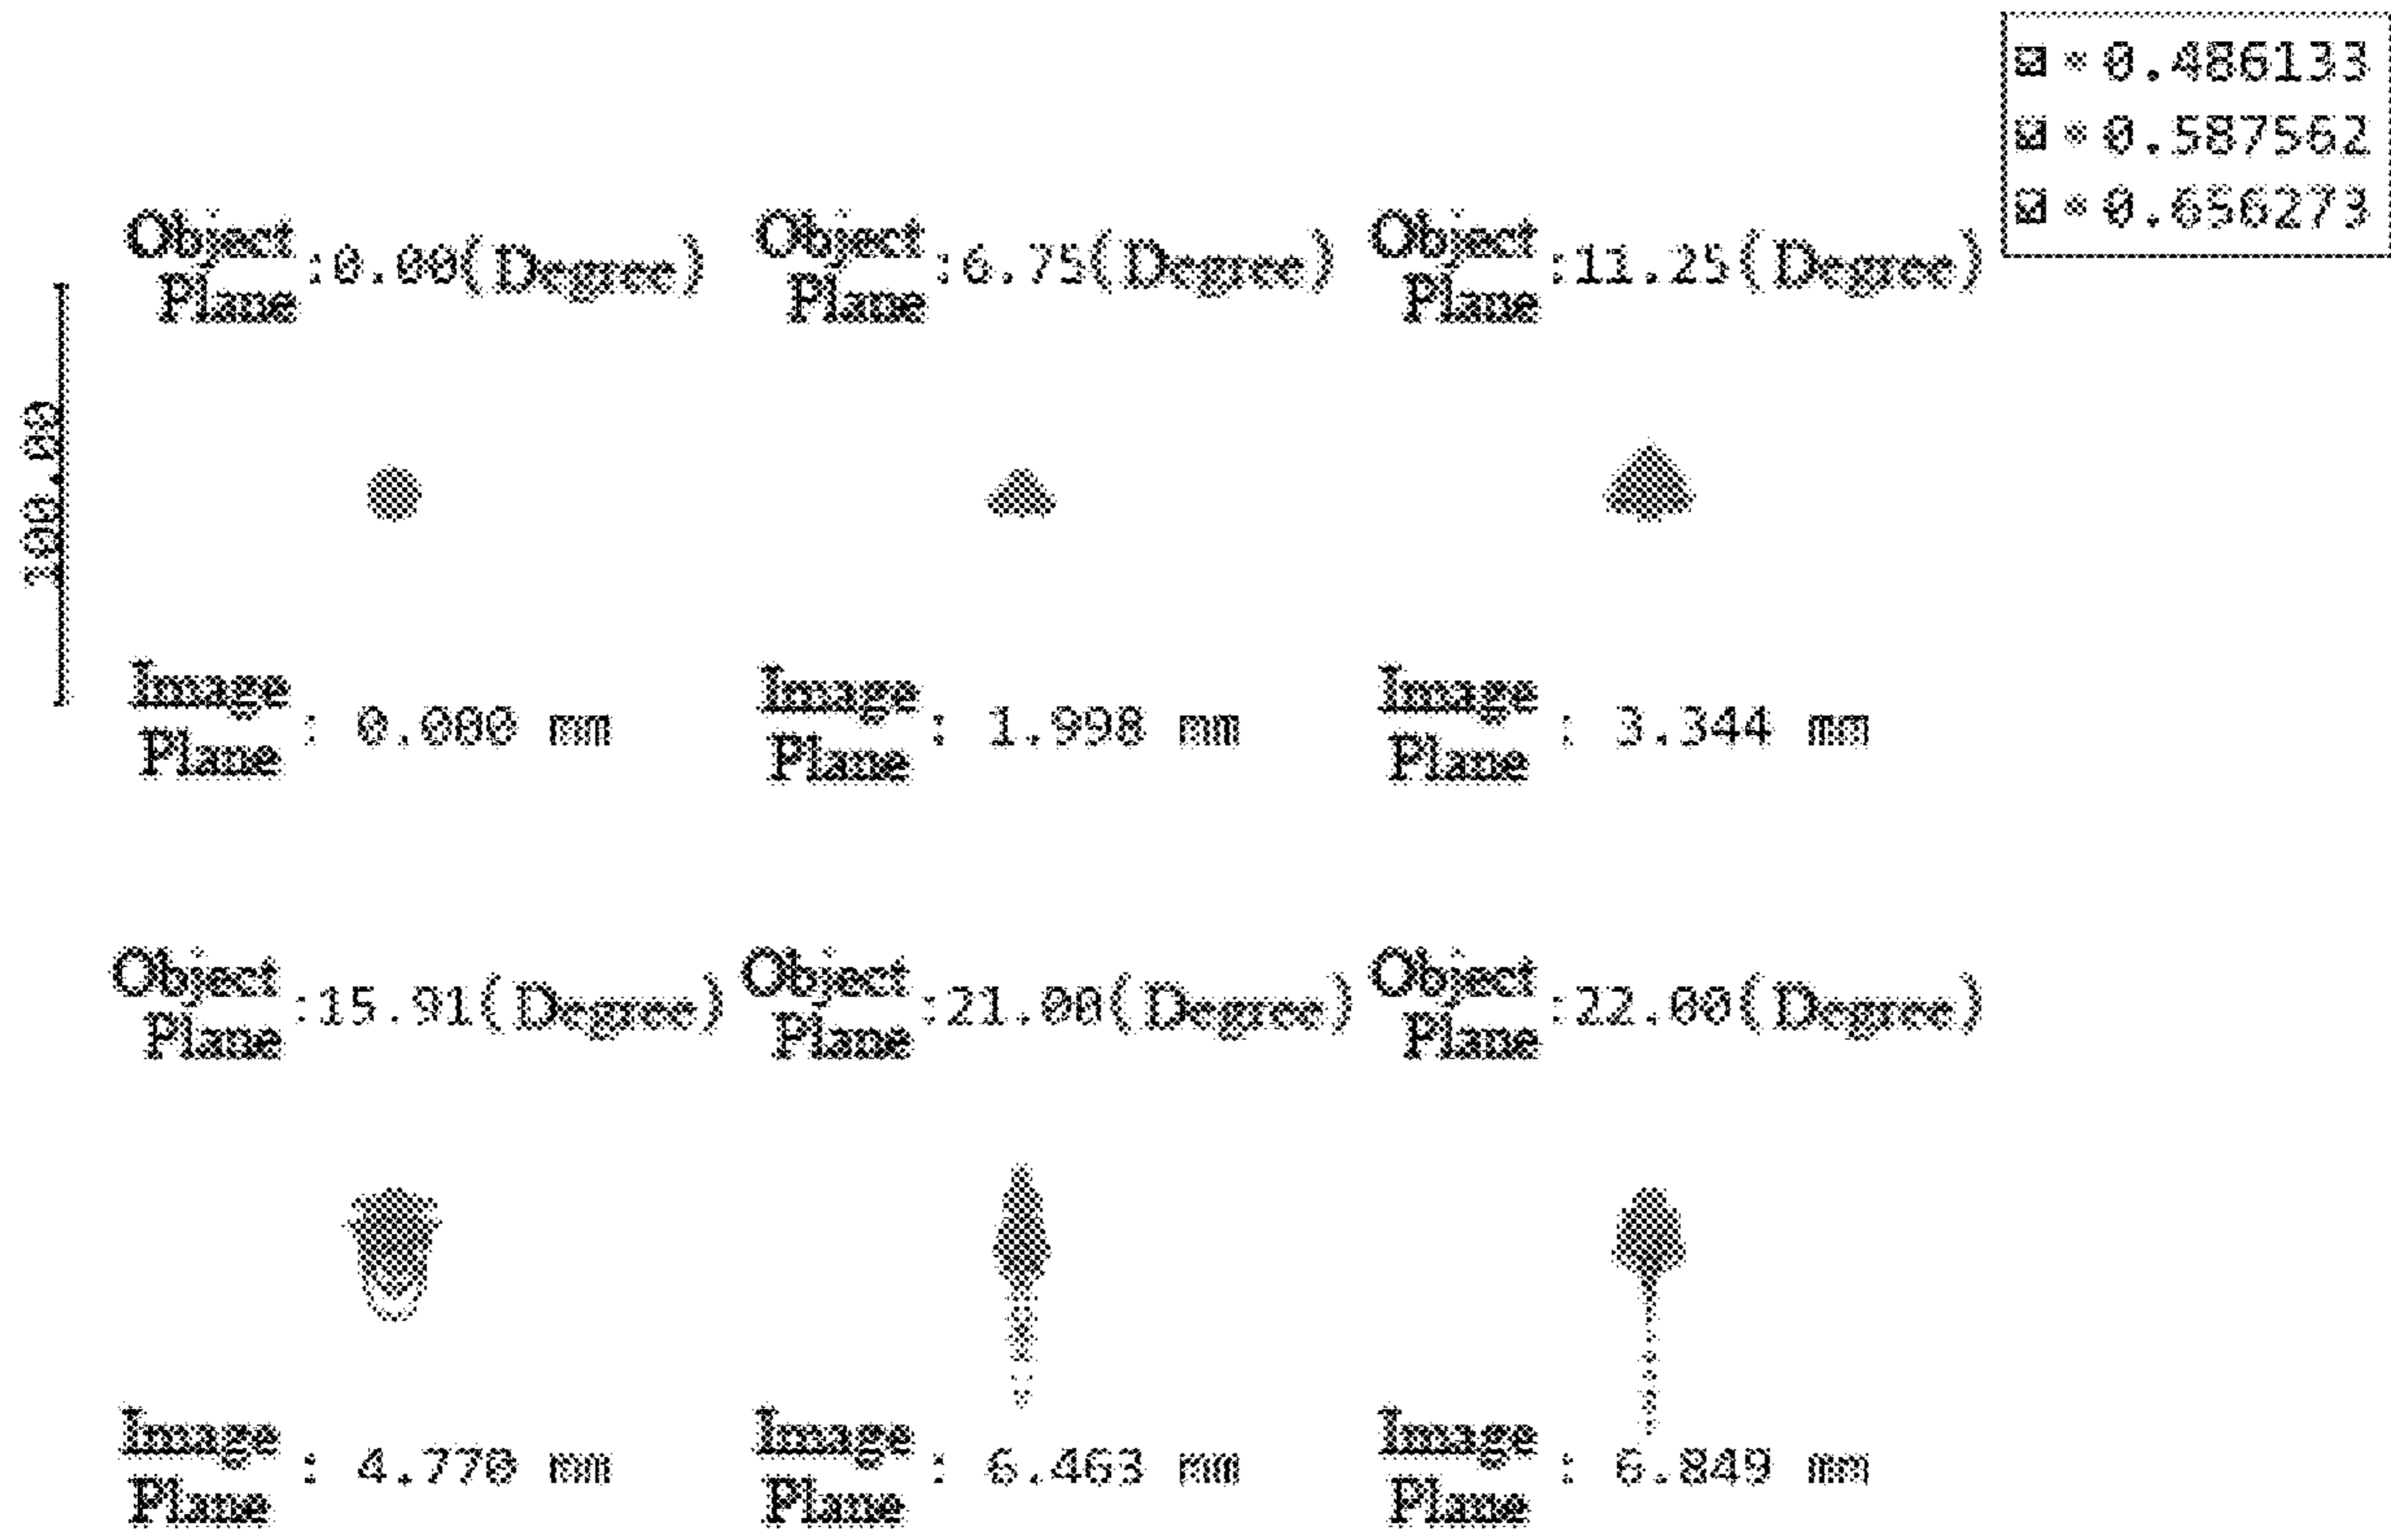 0.486133
0.587562
0.656273
Object Plane :0.00(Degree)
Object Plane :6.75(Degree)
Object Plane :11.25(Degree)
100.00
Image Plane : 0.000 mm
Image Plane : 1.998 mm
Image Plane : 3.344 mm
Object Plane :15.91(Degree)
Object Plane :21.00(Degree)
Object Plane :22.00(Degree)
Image Plane : 4.770 mm
Image Plane : 6.463 mm
Image Plane : 6.849 mm